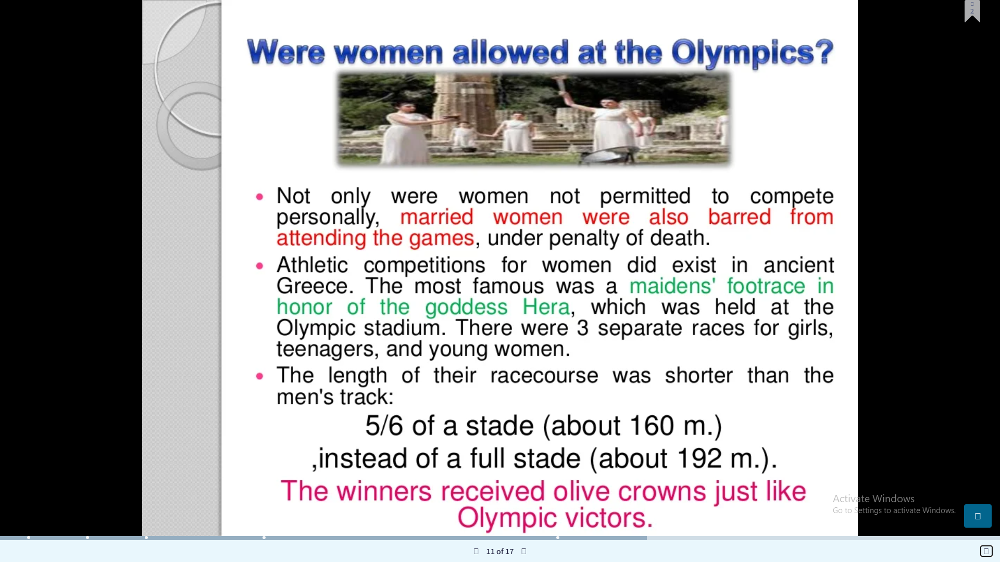 2
Were women allowed at the Olympics?
• Not only were women not permitted to compete
personally, married women were also barred from
attending the games, under penalty of death.
• Athletic competitions for women did exist in ancient
Greece. The most famous was a maidens' footrace in
honor of the goddess Hera, which was held at the
Olympic stadium. There were 3 separate races for girls,
teenagers, and young women.
• The length of their racecourse was shorter than the
men's track:
5/6 of a stade (about 160 m.)
,instead of a full stade (about 192 m.).
The winners received olive crowns just like
Olympic victors.
Activate Windows
Go to Settings to activate Windows.
11 of 17